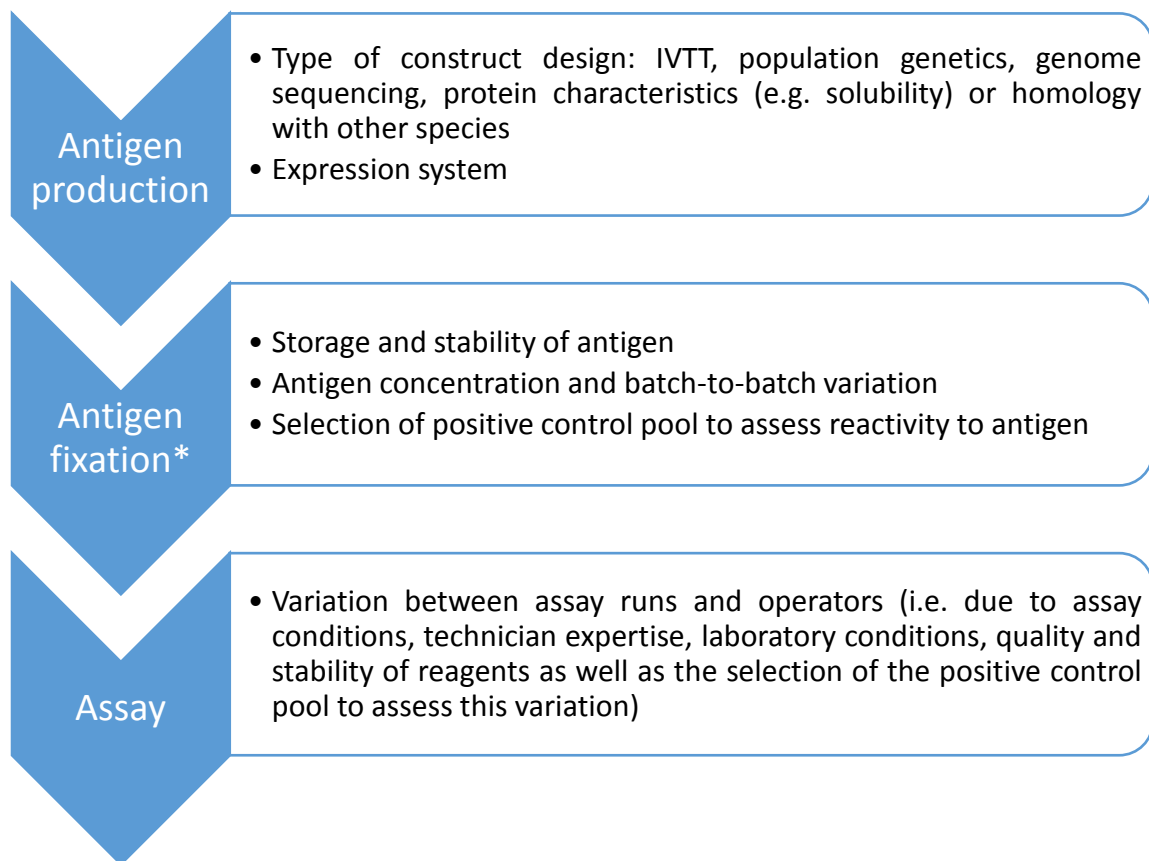 Antigen
production
• Type of construct design: IVTT, population genetics, genome
sequencing, protein characteristics (e.g. solubility) or homology
with other species
• Expression system
Antigen
fixation*
• Storage and stability of antigen
• Antigen concentration and batch-to-batch variation
• Selection of positive control pool to assess reactivity to antigen
Assay
• Variation between assay runs and operators (i.e. due to assay
conditions, technician expertise, laboratory conditions, quality and
stability of reagents as well as the selection of the positive control
pool to assess this variation)